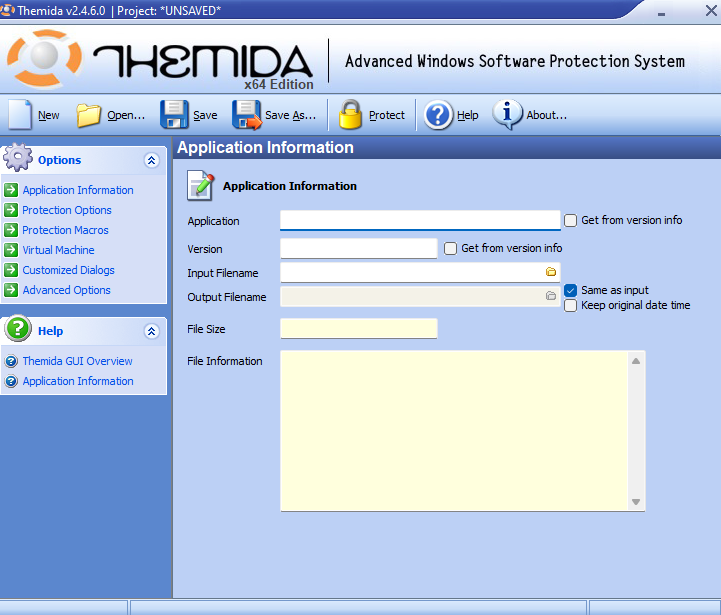 Themida v2.4.6.0 | Project: *UNSAVED*
THEMIDA
x64 Edition
Advanced Windows Software Protection System
New Open... Save Save As... Protect Help About...
Options
Application Information
Protection Options
Protection Macros
Virtual Machine
Customized Dialogs
Advanced Options
Help
Themida GUI Overview
Application Information
Application Information
Application Information
Application Get from version info
Version Get from version info
Input Filename
Output Filename Same as input
Keep original date time
File Size
File Information